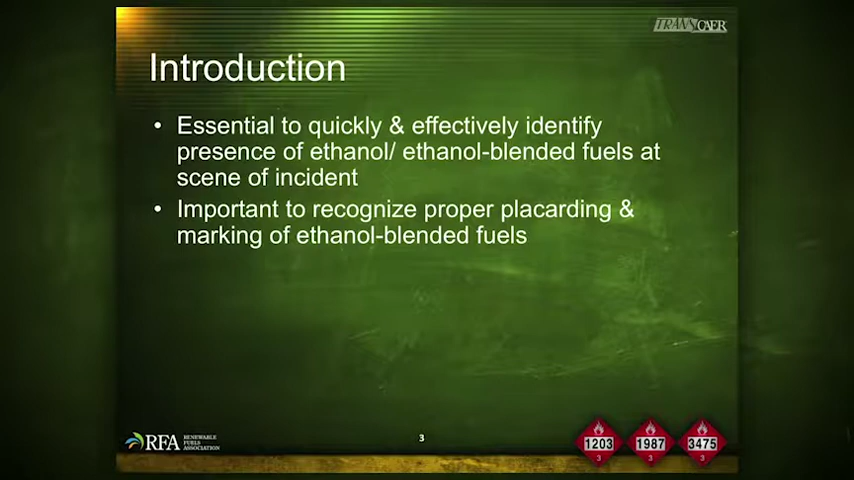 TRANSCAER
Introduction
• Essential to quickly & effectively identify
presence of ethanol/ ethanol-blended fuels at
scene of incident
• Important to recognize proper placarding &
marking of ethanol-blended fuels
RFA
RENEWABLE
FUELS
ASSOCIATION
3
1203
3
1987
3
3475
3